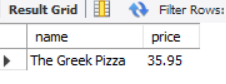 Result Grid Filter Rows:
name price
The Greek Pizza 35.95